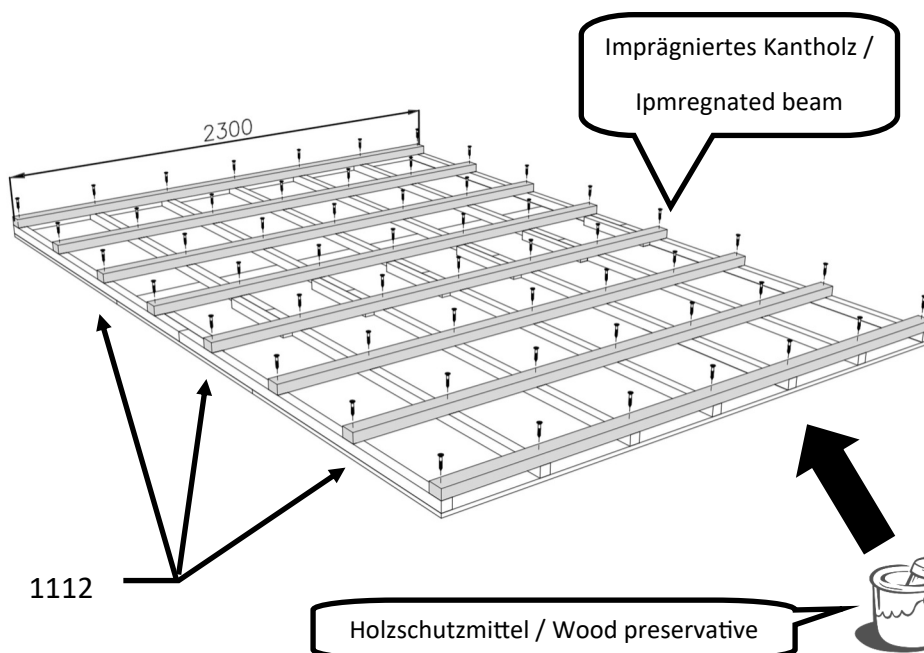 Imprägniertes Kantholz /
Ipmregnated beam
2300
1112
Holzschutzmittel / Wood preservative